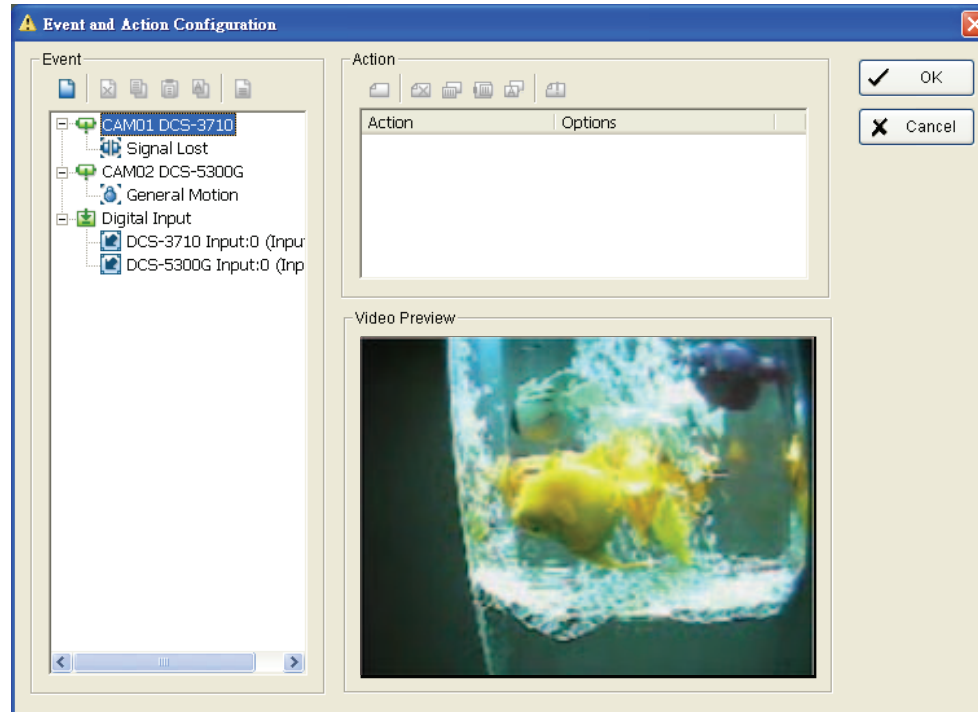 Event and Action Configuration
Event
CAM01 DCS-3710
Signal Lost
CAM02 DCS-5300G
General Motion
Digital Input
DCS-3710 Input:0 (Inpu
DCS-5300G Input:0 (Inp
Action
Action Options
Video Preview
OK
Cancel